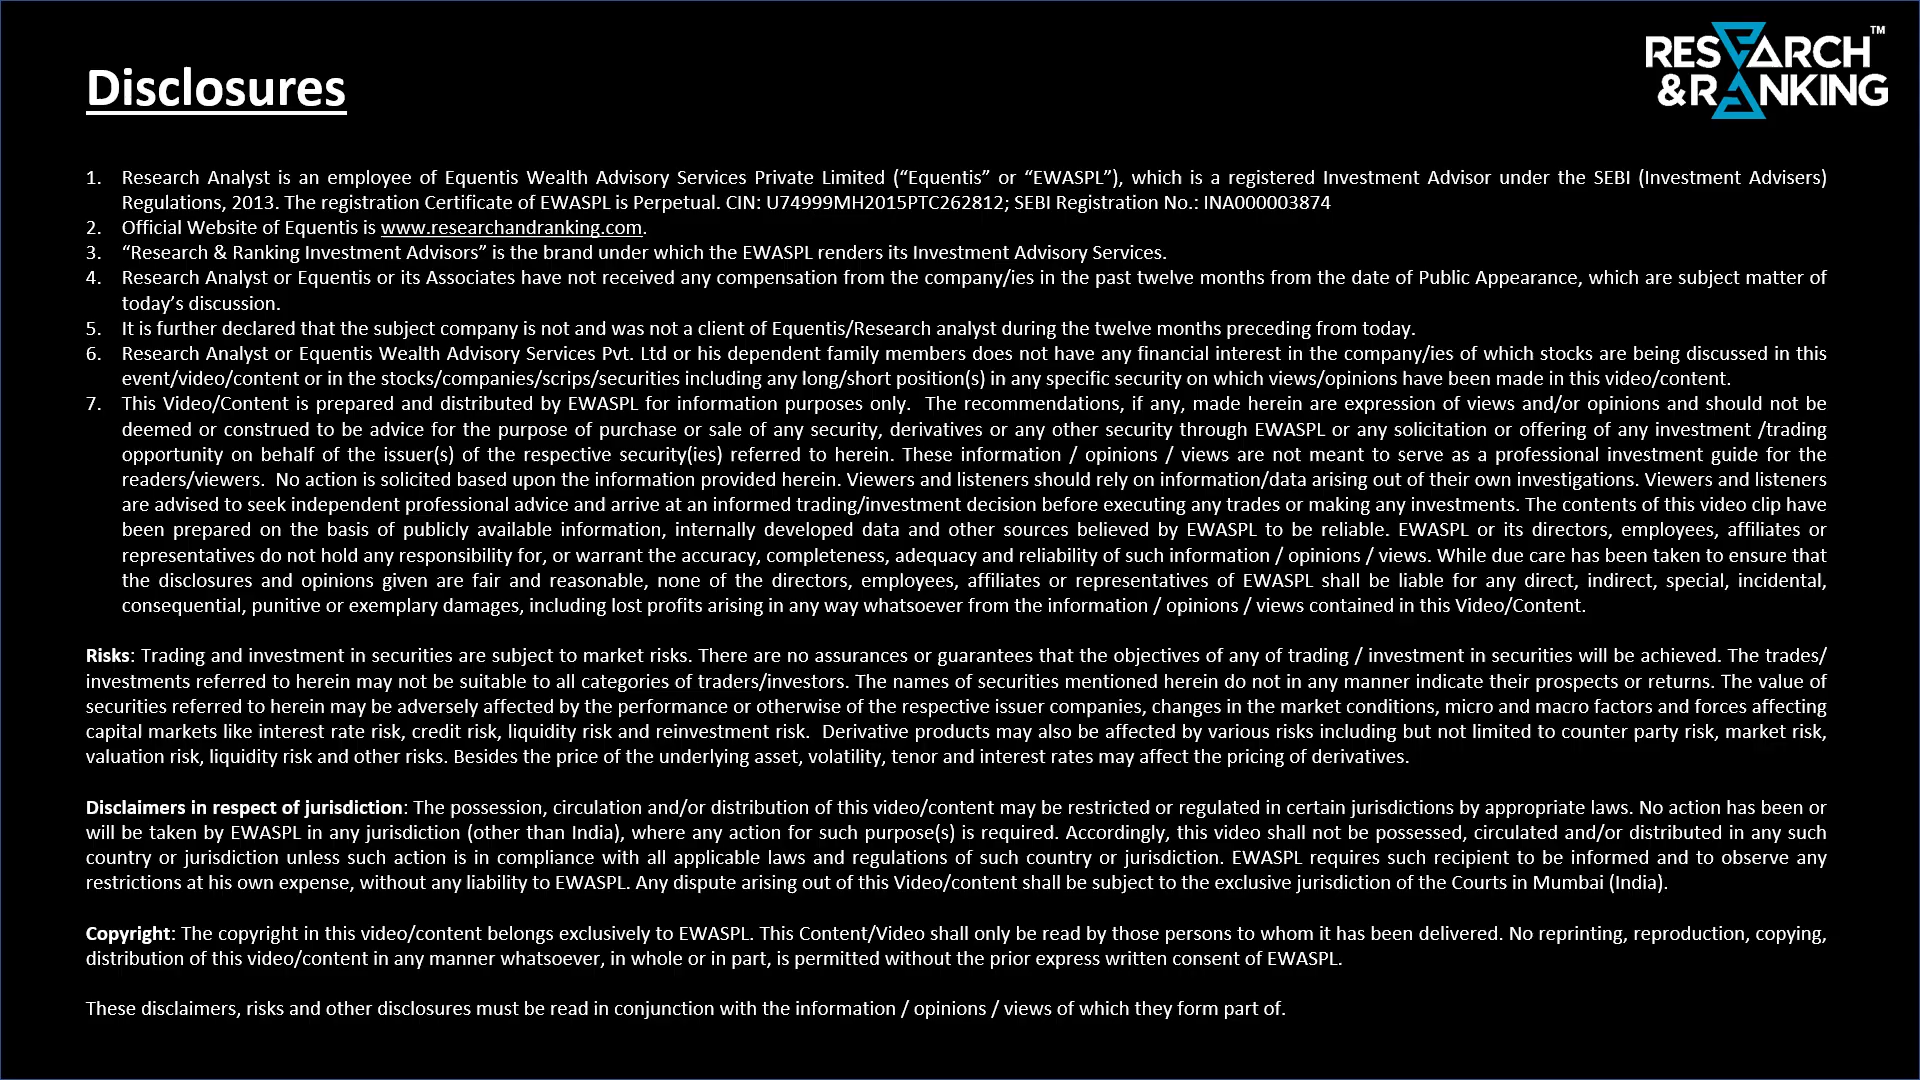 RESEARCH™
&RANKING
Disclosures
1. Research Analyst is an employee of Equentis Wealth Advisory Services Private Limited (“Equentis” or “EWASPL”), which is a registered Investment Advisor under the SEBI (Investment Advisers)
Regulations, 2013. The registration Certificate of EWASPL is Perpetual. CIN: U74999MH2015PTC262812; SEBI Registration No.: INA000003874
2. Official Website of Equentis is www.researchandranking.com.
3. “Research & Ranking Investment Advisors” is the brand under which the EWASPL renders its Investment Advisory Services.
4. Research Analyst or Equentis or its Associates have not received any compensation from the company/ies in the past twelve months from the date of Public Appearance, which are subject matter of
today’s discussion.
5. It is further declared that the subject company is not and was not a client of Equentis/Research analyst during the twelve months preceding from today.
6. Research Analyst or Equentis Wealth Advisory Services Pvt. Ltd or his dependent family members does not have any financial interest in the company/ies of which stocks are being discussed in this
event/video/content or in the stocks/companies/scrips/securities including any long/short position(s) in any specific security on which views/opinions have been made in this video/content.
7. This Video/Content is prepared and distributed by EWASPL for information purposes only. The recommendations, if any, made herein are expression of views and/or opinions and should not be
deemed or construed to be advice for the purpose of purchase or sale of any security, derivatives or any other security through EWASPL or any solicitation or offering of any investment /trading
opportunity on behalf of the issuer(s) of the respective security(ies) referred to herein. These information / opinions / views are not meant to serve as a professional investment guide for the
readers/viewers. No action is solicited based upon the information provided herein. Viewers and listeners should rely on information/data arising out of their own investigations. Viewers and listeners
are advised to seek independent professional advice and arrive at an informed trading/investment decision before executing any trades or making any investments. The contents of this video clip have
been prepared on the basis of publicly available information, internally developed data and other sources believed by EWASPL to be reliable. EWASPL or its directors, employees, affiliates or
representatives do not hold any responsibility for, or warrant the accuracy, completeness, adequacy and reliability of such information / opinions / views. While due care has been taken to ensure that
the disclosures and opinions given are fair and reasonable, none of the directors, employees, affiliates or representatives of EWASPL shall be liable for any direct, indirect, special, incidental,
consequential, punitive or exemplary damages, including lost profits arising in any way whatsoever from the information / opinions / views contained in this Video/Content.
Risks: Trading and investment in securities are subject to market risks. There are no assurances or guarantees that the objectives of any of trading / investment in securities will be achieved. The trades/
investments referred to herein may not be suitable to all categories of traders/investors. The names of securities mentioned herein do not in any manner indicate their prospects or returns. The value of
securities referred to herein may be adversely affected by the performance or otherwise of the respective issuer companies, changes in the market conditions, micro and macro factors and forces affecting
capital markets like interest rate risk, credit risk, liquidity risk and reinvestment risk. Derivative products may also be affected by various risks including but not limited to counter party risk, market risk,
valuation risk, liquidity risk and other risks. Besides the price of the underlying asset, volatility, tenor and interest rates may affect the pricing of derivatives.
Disclaimers in respect of jurisdiction: The possession, circulation and/or distribution of this video/content may be restricted or regulated in certain jurisdictions by appropriate laws. No action has been or
will be taken by EWASPL in any jurisdiction (other than India), where any action for such purpose(s) is required. Accordingly, this video shall not be possessed, circulated and/or distributed in any such
country or jurisdiction unless such action is in compliance with all applicable laws and regulations of such country or jurisdiction. EWASPL requires such recipient to be informed and to observe any
restrictions at his own expense, without any liability to EWASPL. Any dispute arising out of this Video/content shall be subject to the exclusive jurisdiction of the Courts in Mumbai (India).
Copyright: The copyright in this video/content belongs exclusively to EWASPL. This Content/Video shall only be read by those persons to whom it has been delivered. No reprinting, reproduction, copying,
distribution of this video/content in any manner whatsoever, in whole or in part, is permitted without the prior express written consent of EWASPL.
These disclaimers, risks and other disclosures must be read in conjunction with the information / opinions / views of which they form part of.